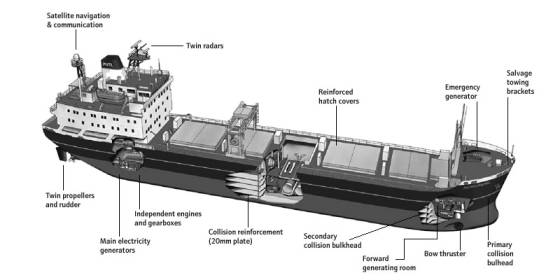 Satellite navigation
& communication
Twin radars
Reinforced
hatch covers
Emergency
generator
Salvage
towing
brackets
Twin propellers
and rudder
Independent engines
and gearboxes
Main electricity
generators
Collision reinforcement
(20mm plate)
Secondary
collision bulkhead
Forward
generating room
Bow thruster
Primary
collision
bulhead